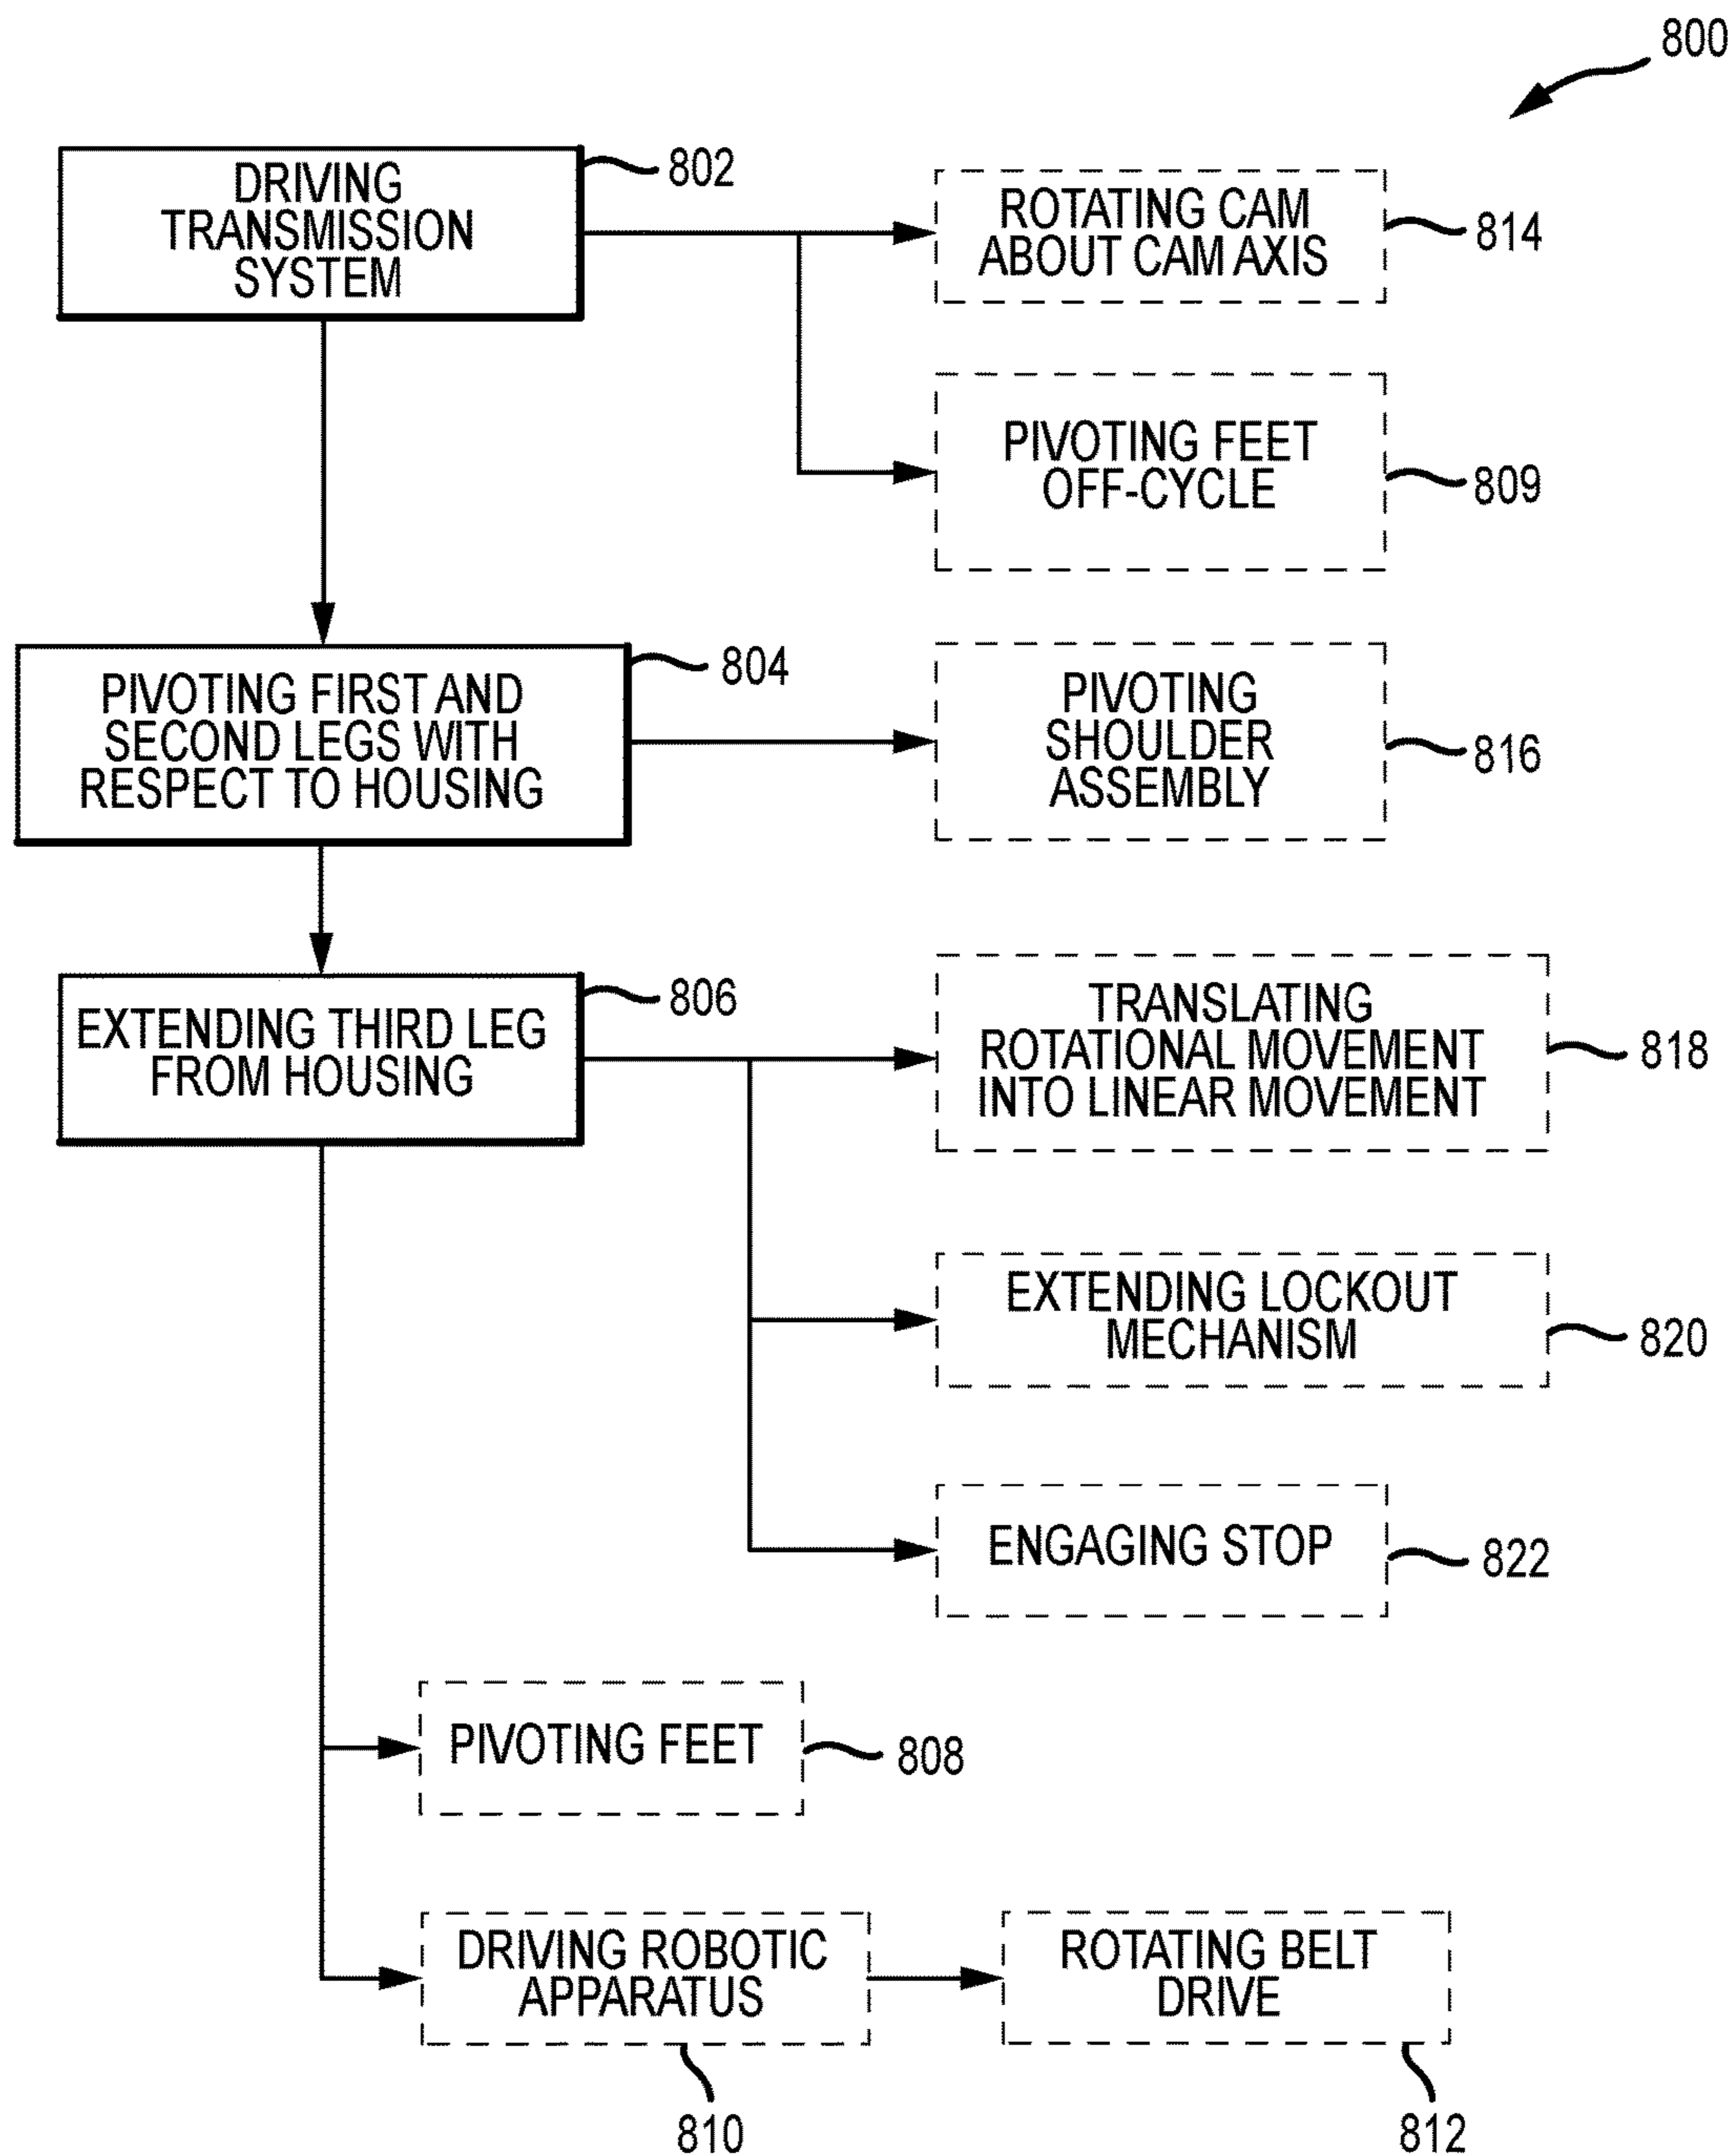 800
DRIVING
TRANSMISSION
SYSTEM
802
ROTATING CAM
ABOUT CAM AXIS
814
PIVOTING FEET
OFF-CYCLE
809
PIVOTING FIRST AND
SECOND LEGS WITH
RESPECT TO HOUSING
804
PIVOTING
SHOULDER
ASSEMBLY
816
EXTENDING THIRD LEG
FROM HOUSING
806
TRANSLATING
ROTATIONAL MOVEMENT
INTO LINEAR MOVEMENT
818
EXTENDING LOCKOUT
MECHANISM
820
ENGAGING STOP
822
PIVOTING FEET
808
DRIVING ROBOTIC
APPARATUS
810
ROTATING BELT
DRIVE
812